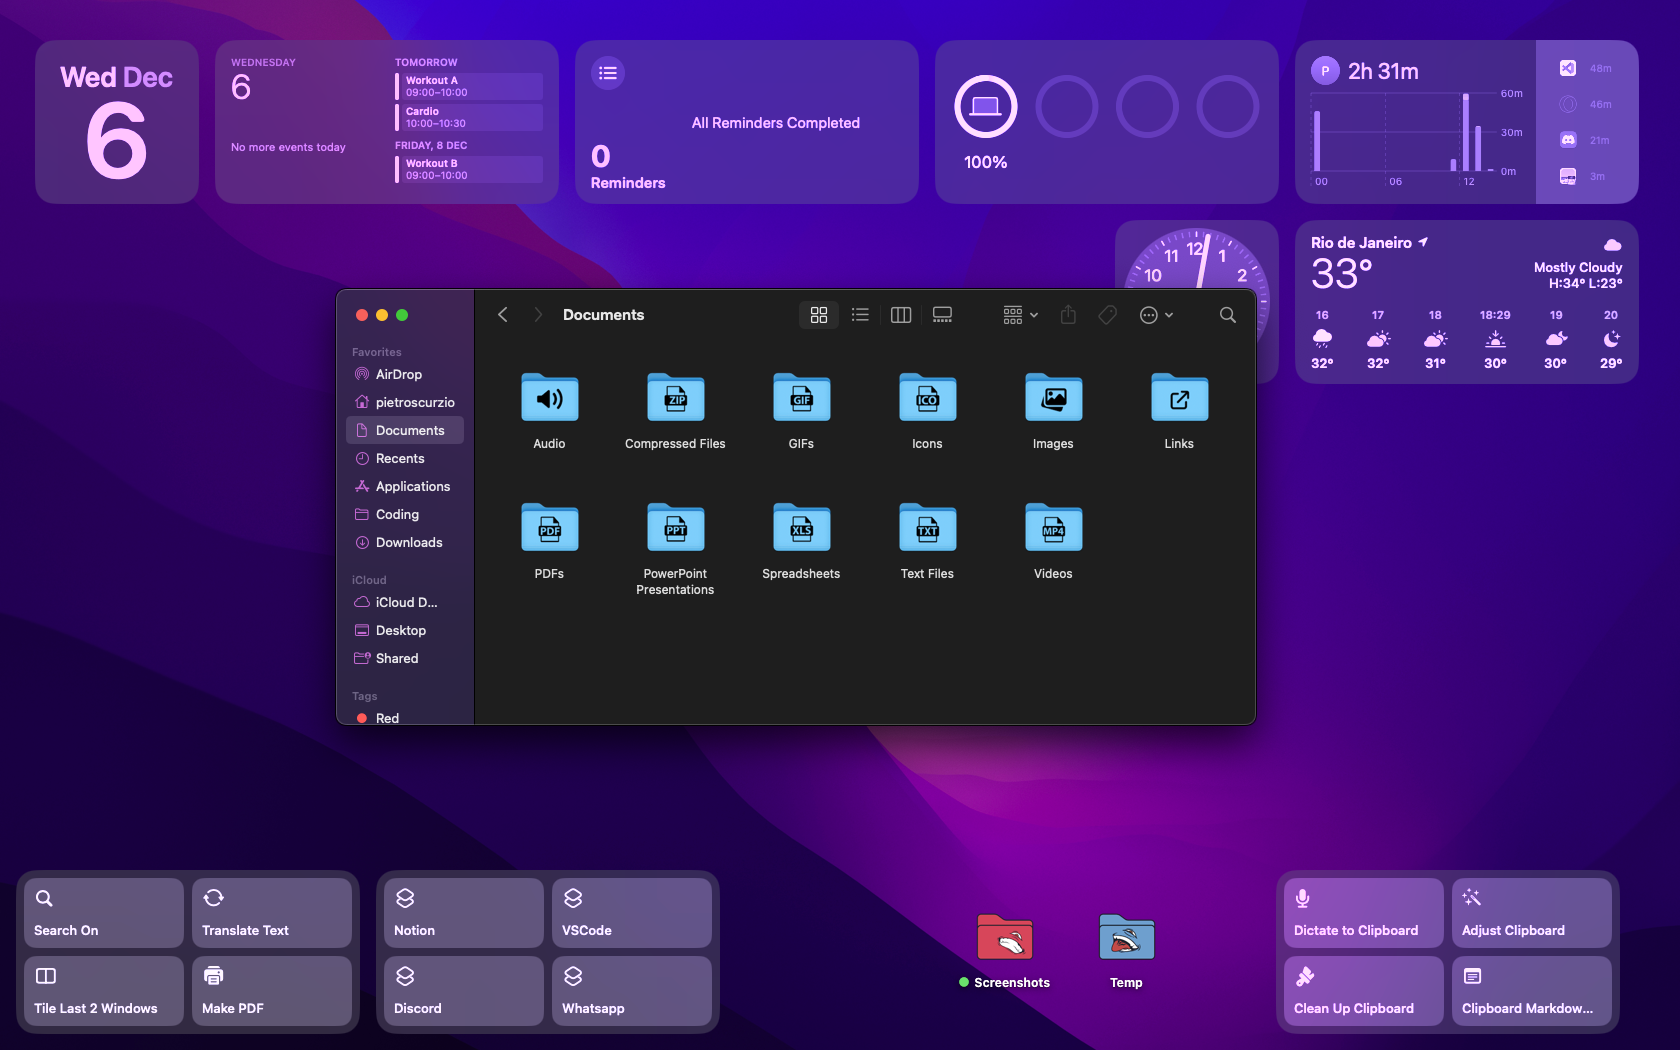 Wed Dec
6
WEDNESDAY
6
No more events today
TOMORROW
Workout A
09:00–10:00
Cardio
10:00–10:30
FRIDAY, 8 DEC
Workout B
09:00–10:00
All Reminders Completed
0
Reminders
100%
P 2h 31m
60m
30m
0m
00 06 12
48m
46m
21m
3m
12
1
2
10
11
Rio de Janeiro
33°
Mostly Cloudy
H:34° L:23°
16 17 18 18:29 19 20
32° 32° 31° 30° 30° 29°
Documents
Favorites
AirDrop
pietroscurzio
Documents
Recents
Applications
Coding
Downloads
iCloud
iCloud D...
Desktop
Shared
Tags
Red
ZIP GIF ICO
Audio Compressed Files GIFs Icons Images Links
PDF PPT XLS TXT MP4
PDFs PowerPoint Presentations Spreadsheets Text Files Videos
Search On
Translate Text
Tile Last 2 Windows
Make PDF
Notion
VSCode
Discord
Whatsapp
Screenshots
Temp
Dictate to Clipboard
Adjust Clipboard
Clean Up Clipboard
Clipboard Markdow...